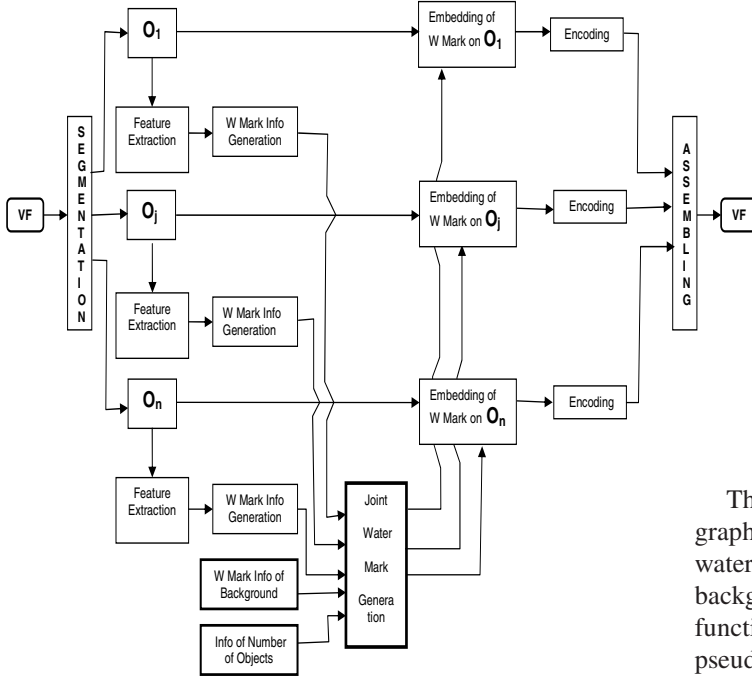 VF
SEGMENTATION
O1
Feature
Extraction
W Mark Info
Generation
Embedding of
W Mark on O1
Encoding
Oj
Feature
Extraction
W Mark Info
Generation
Embedding of
W Mark on Oj
Encoding
On
Feature
Extraction
W Mark Info
Generation
Embedding of
W Mark on On
Encoding
W Mark Info of
Background
Info of Number
of Objects
Joint
Water
Mark
Genera
tion
ASSEMBLING
VF
Th
graph
water
backg
functi
pseud